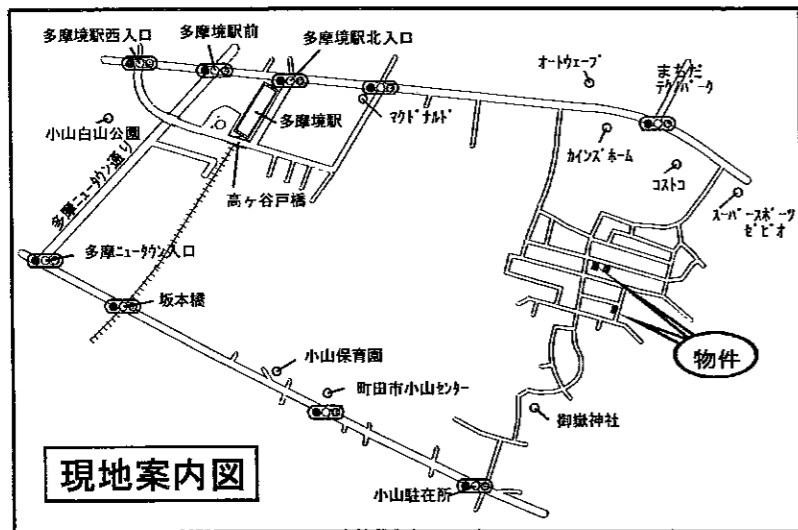 多摩境駅西入口
多摩境駅前
多摩境駅北入口
オートウェーブ
まちだ
テクノパーク
小山白山公園
多摩境駅
マクドナルド
カインズホーム
コストコ
スーパースポーツ
ゼビオ
高ヶ谷戸橋
多摩ニュータウン通り
多摩ニュータウン入口
坂本橋
物件
小山保育園
町田市小山センター
御嶽神社
現地案内図
小山駐在所